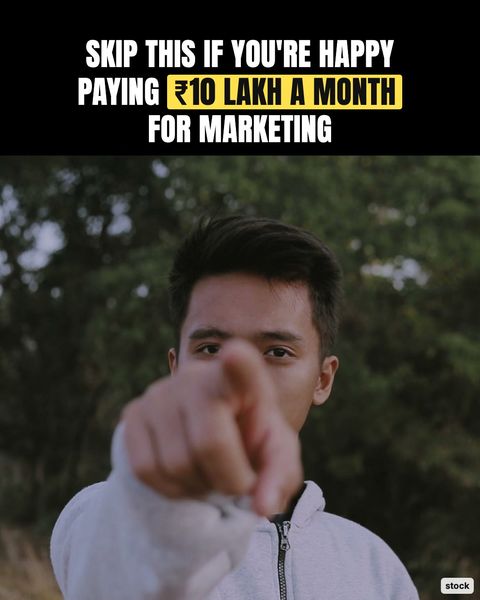 SKIP THIS IF YOU'RE HAPPY
PAYING ₹10 LAKH A MONTH
FOR MARKETING
stock